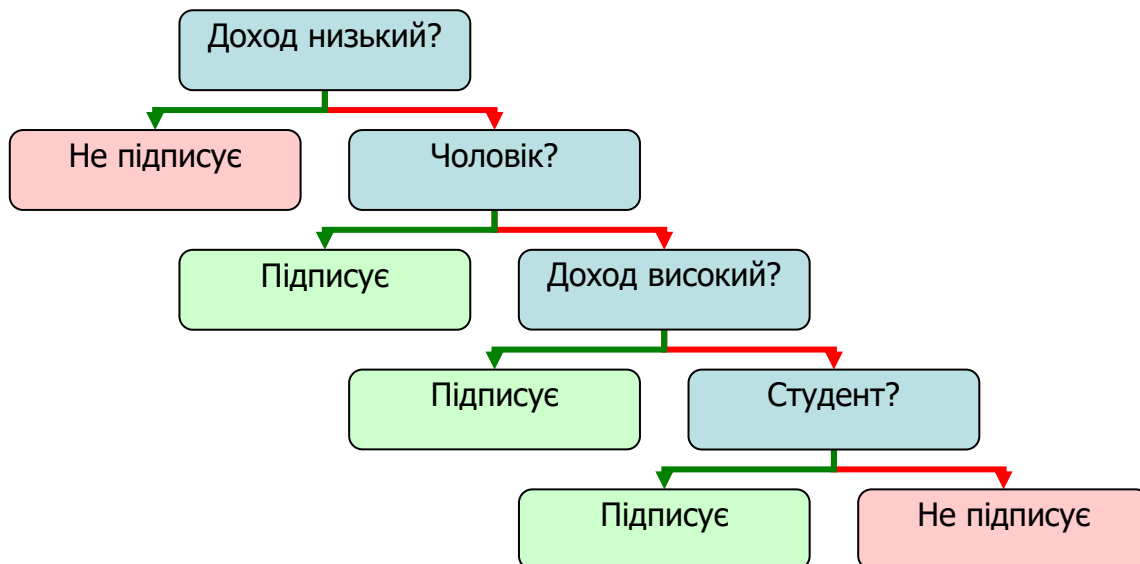 Доход низький?
Не підписує
Чоловік?
Підписує
Доход високий?
Підписує
Студент?
Підписує
Не підписує